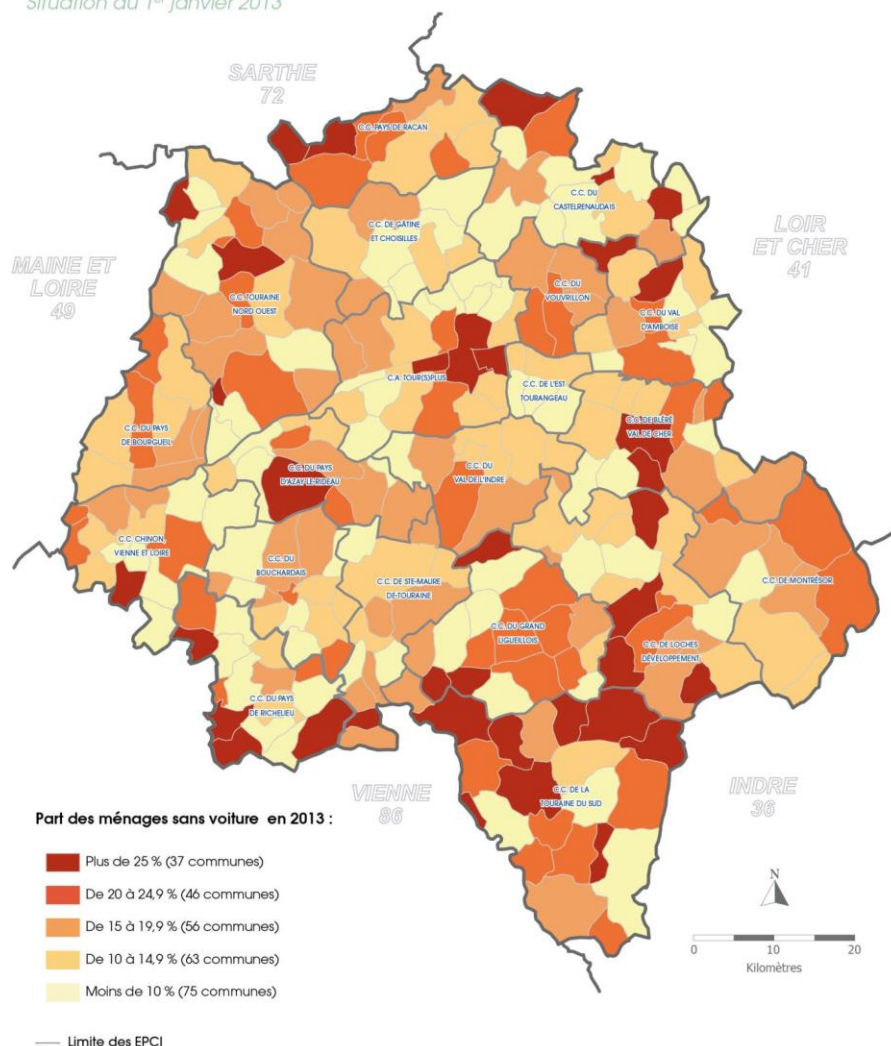 Situation au 1er janvier 2013
SARTHE
72
C.C. PAYS DE RACAN
C.C. DU
CASTELRENAUDAIS
C.C. DE GÂTINE
ET CHOISILLES
LOIR
ET CHER
41
MAINE ET
LOIRE
49
C.C. TOURAINE
NORD OUEST
C.C. DU
VOUVRILLON
C.C. DU VAL
D'AMBOISE
C.A. TOUR(S)PLUS
C.C. DE L'EST
TOURANGEAU
C.C. DU PAYS
DE BOURGUEIL
C.C. DE BLÉRÉ
VAL DE CHER
C.C. DU PAYS
D'AZAY-LE-RIDEAU
C.C. DU
VAL DE L'INDRE
C.C. CHINON,
VIENNE ET LOIRE
C.C. DU
BOUCHARDAIS
C.C. DE STE-MAURE
DE-TOURAINE
C.C. DE MONTRÉSOR
C.C. DU GRAND
LIGUEILLOIS
C.C. DE LOCHES
DÉVELOPPEMENT
C.C. DU PAYS
DE RICHELIEU
VIENNE
86
C.C. DE LA
TOURAINE DU SUD
INDRE
36
Part des ménages sans voiture en 2013 :
Plus de 25 % (37 communes)
De 20 à 24,9 % (46 communes)
De 15 à 19,9 % (56 communes)
De 10 à 14,9 % (63 communes)
Moins de 10 % (75 communes)
Limite des EPCI
N
0 10 20
Kilomètres